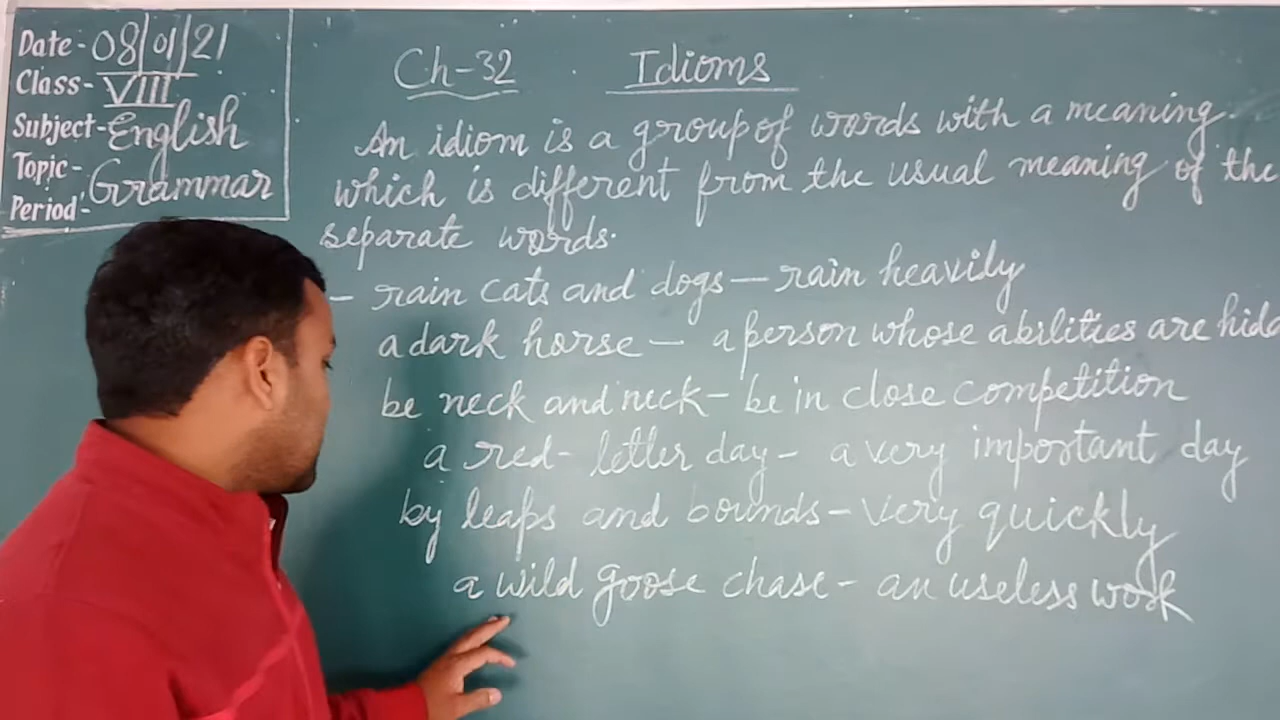 Date - 08/01/21
Class - VIII
Subject - English
Topic - Grammar
Period -
Ch-32 Idioms
An idiom is a group of words with a meaning
which is different from the usual meaning of the
separate words.
- rain cats and dogs — rain heavily
a dark horse — a person whose abilities are hidd
be neck and neck - be in close competition
a red-letter day - a very important day
by leaps and bounds - very quickly
a wild goose chase - an useless work